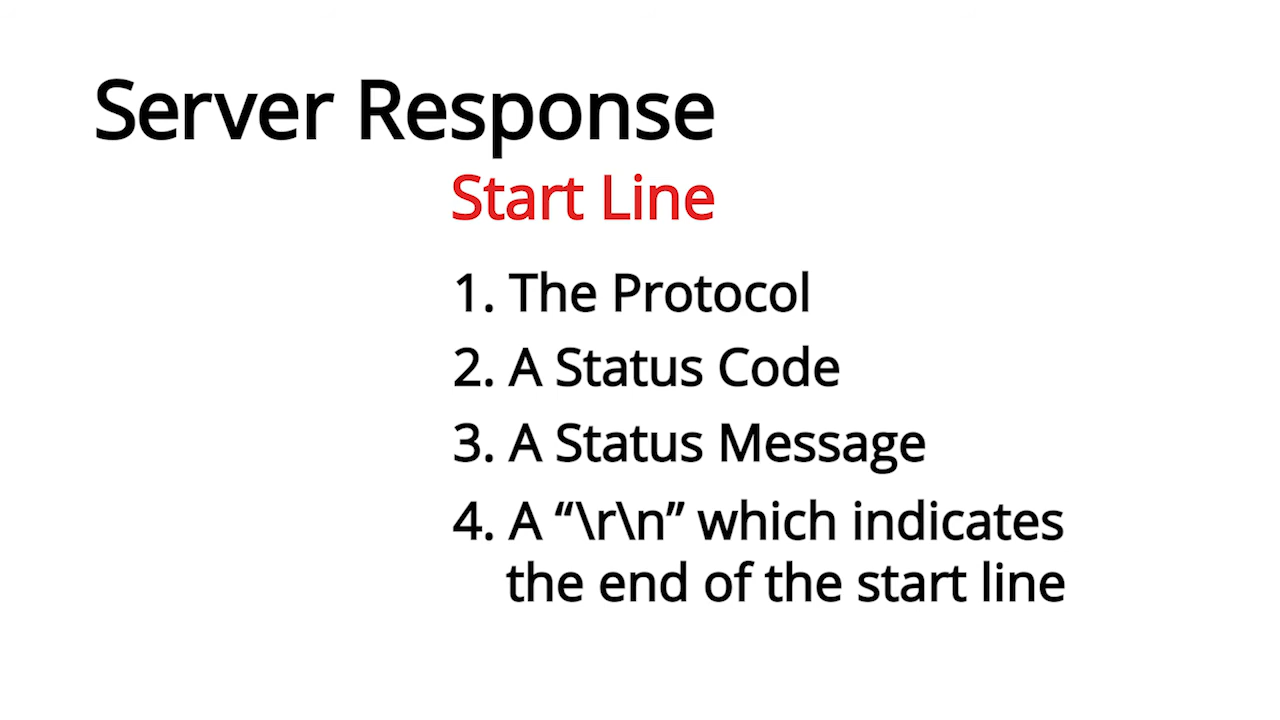 Server Response
Start Line
1. The Protocol
2. A Status Code
3. A Status Message
4. A “\r\n” which indicates
the end of the start line